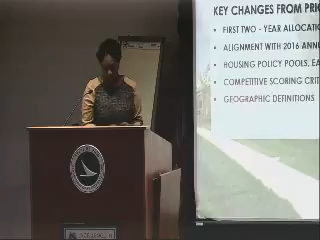 KEY CHANGES FROM PRI
• FIRST TWO - YEAR ALLOCATI
• ALIGNMENT WITH 2016 ANNU
• HOUSING POLICY POOLS, EA
• COMPETITIVE SCORING CRIT
• GEOGRAPHIC DEFINITIONS